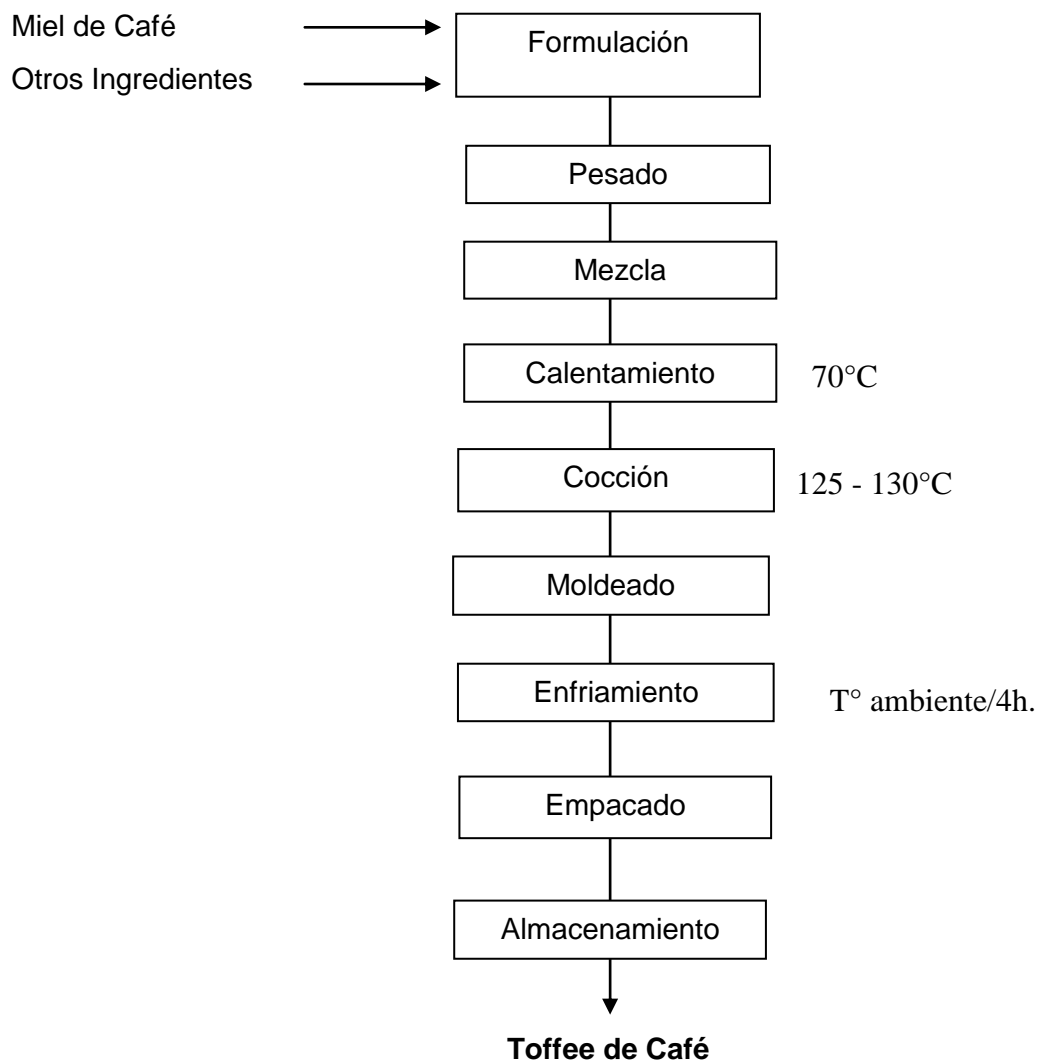 Miel de Café
Formulación
Otros Ingredientes
Pesado
Mezcla
Calentamiento
70°C
Cocción
125 - 130°C
Moldeado
Enfriamiento
T° ambiente/4h.
Empacado
Almacenamiento
Toffee de Café